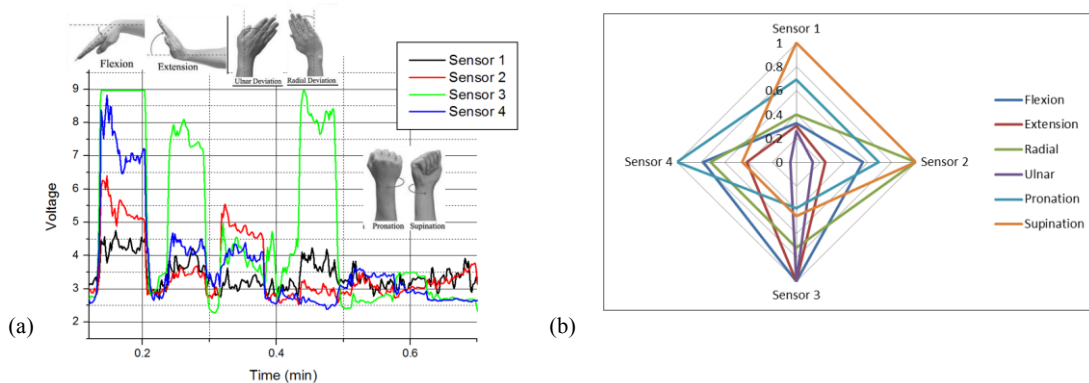 Flexion
Extension
Ulnar Deviation
Radial Deviation
Sensor 1
Sensor 2
Sensor 3
Sensor 4
Pronation
Supination
Voltage
9
8
7
6
5
4
3
2
0.2
0.4
0.6
Time (min)
(a)
Sensor 1
1
0.8
0.6
0.4
0.2
0
Sensor 4
Sensor 2
Sensor 3
Flexion
Extension
Radial
Ulnar
Pronation
Supination
(b)